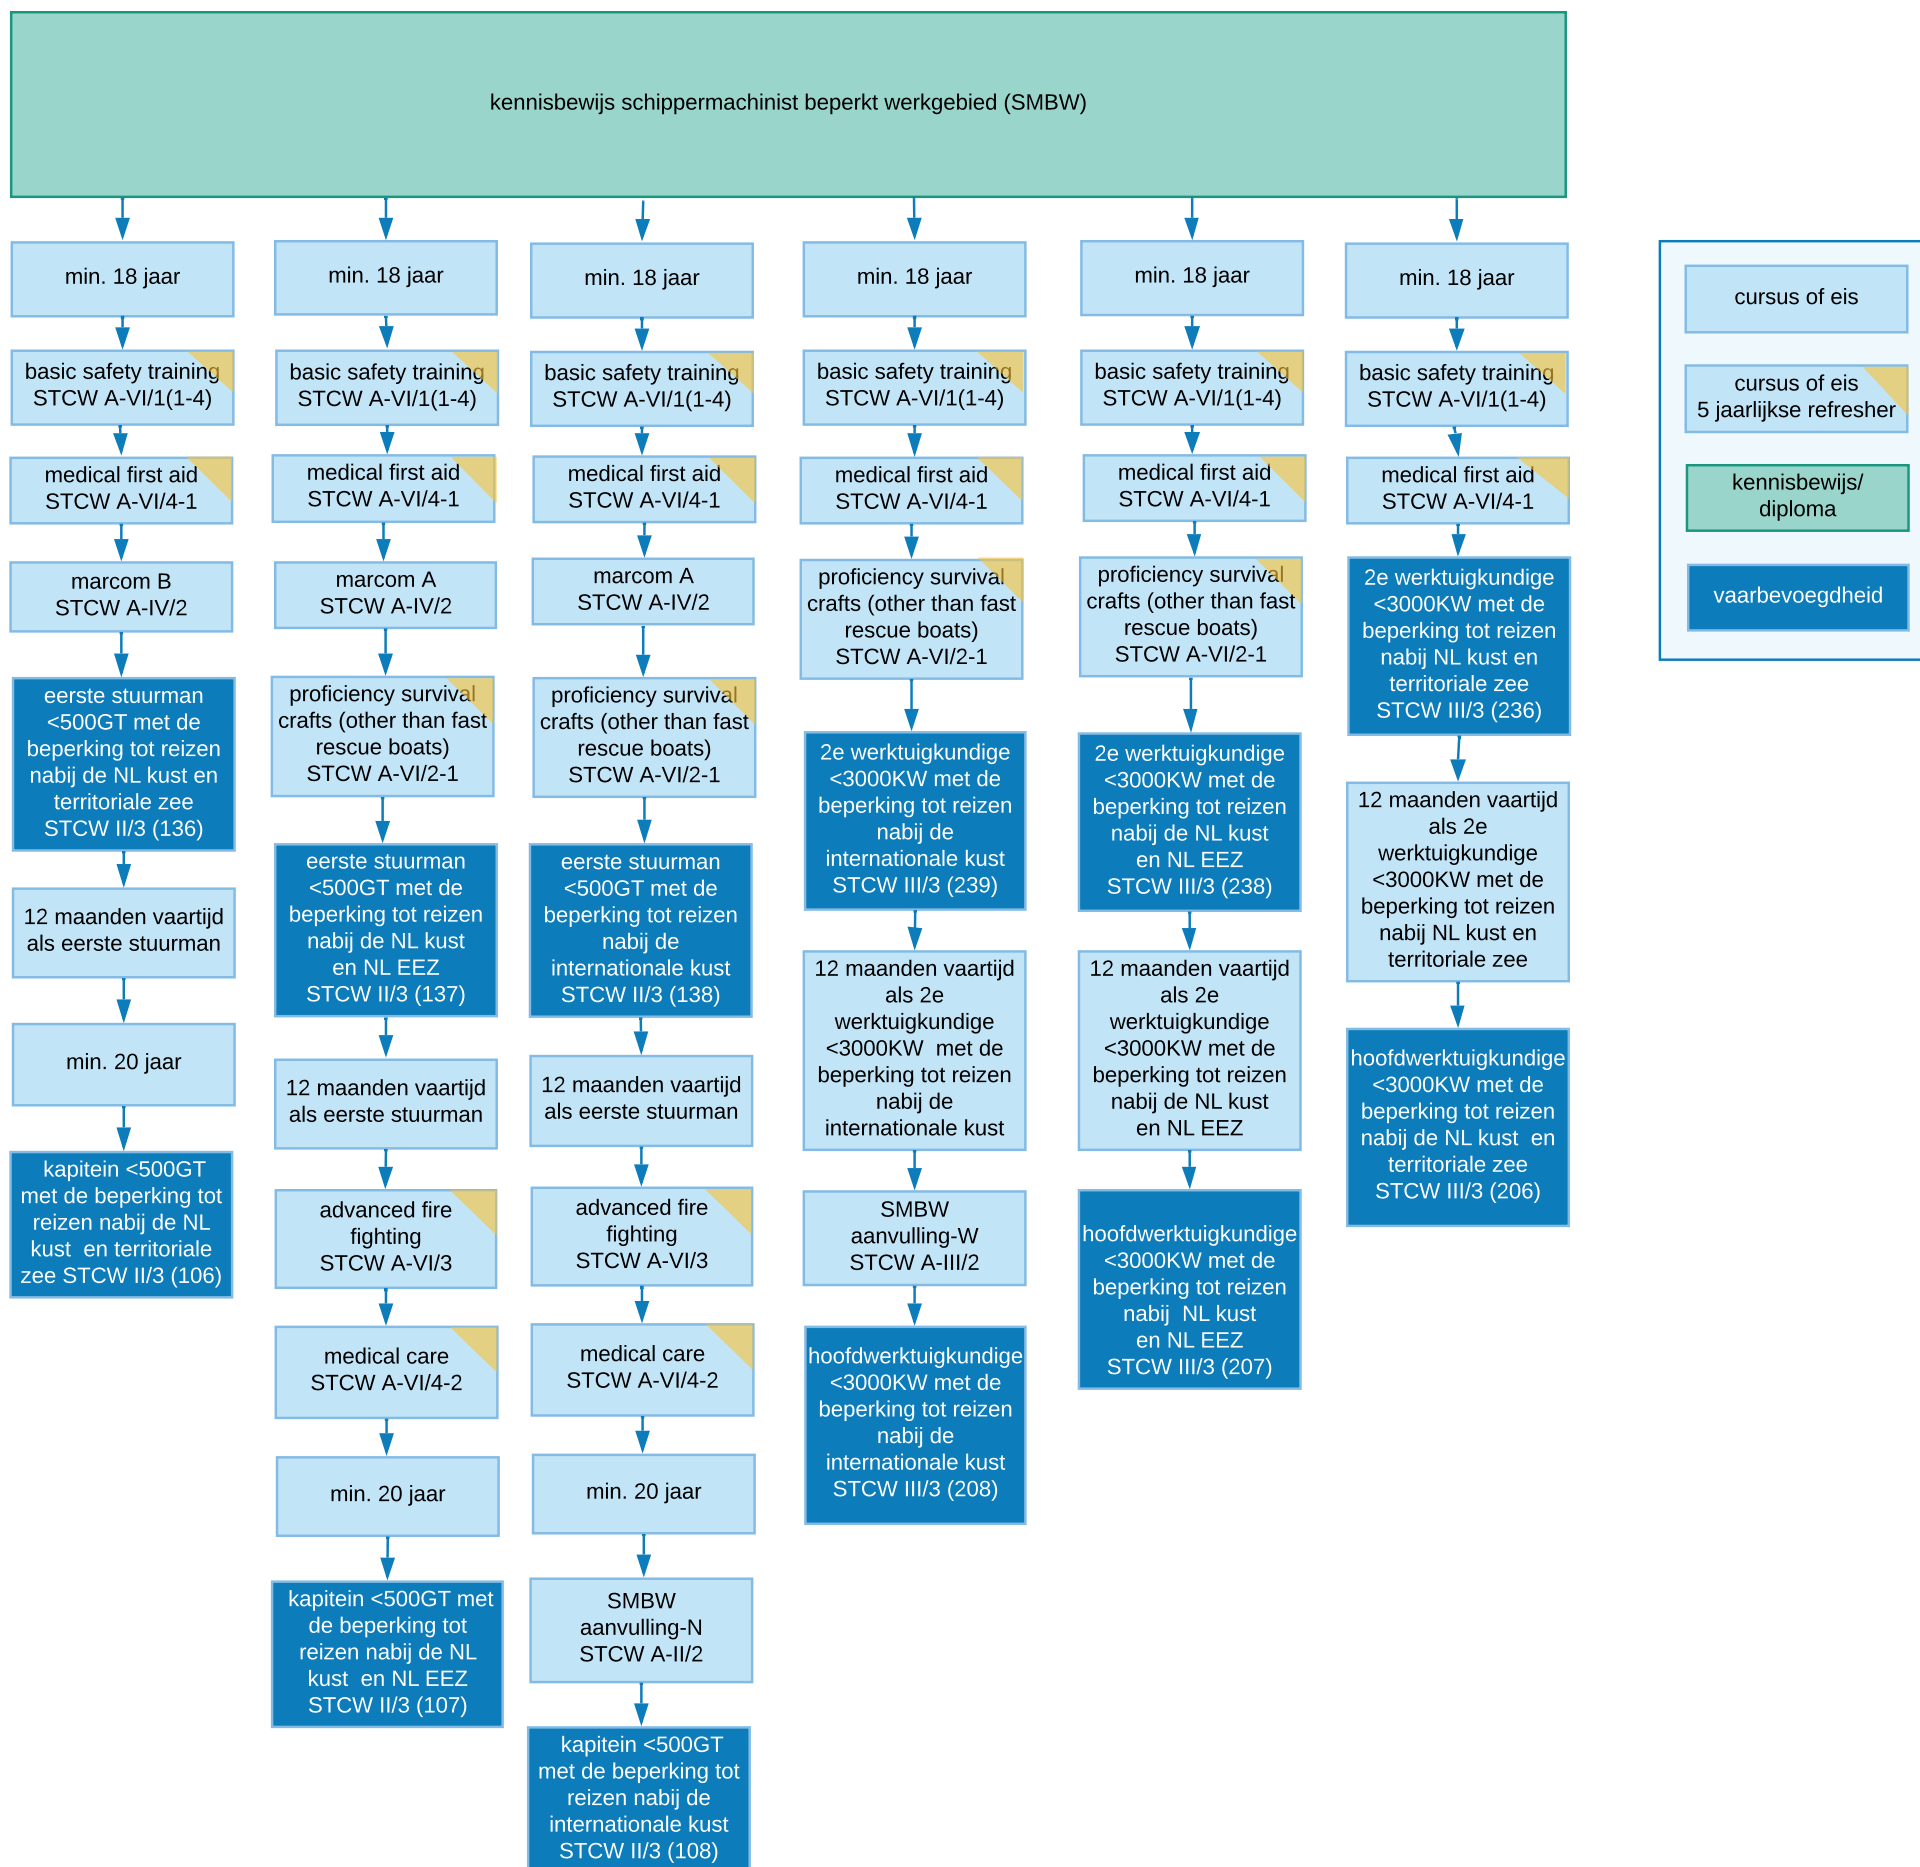 kennisbewijs schippermachinist beperkt werkgebied (SMBW)
min. 18 jaar
basic safety training
STCW A-VI/1(1-4)
medical first aid
STCW A-VI/4-1
marcom B
STCW A-IV/2
eerste stuurman
<500GT met de
beperking tot reizen
nabij de NL kust en
territoriale zee
STCW II/3 (136)
12 maanden vaartijd
als eerste stuurman
min. 20 jaar
kapitein <500GT
met de beperking tot
reizen nabij de NL
kust  en territoriale
zee STCW II/3 (106)
min. 18 jaar
basic safety training
STCW A-VI/1(1-4)
medical first aid
STCW A-VI/4-1
marcom A
STCW A-IV/2
proficiency survival
crafts (other than fast
rescue boats)
STCW A-VI/2-1
eerste stuurman
<500GT met de
beperking tot reizen
nabij de NL kust
en NL EEZ
STCW II/3 (137)
12 maanden vaartijd
als eerste stuurman
advanced fire
fighting
STCW A-VI/3
medical care
STCW A-VI/4-2
min. 20 jaar
kapitein <500GT met
de beperking tot
reizen nabij de NL
kust  en NL EEZ
STCW II/3 (107)
min. 18 jaar
basic safety training
STCW A-VI/1(1-4)
medical first aid
STCW A-VI/4-1
marcom A
STCW A-IV/2
proficiency survival
crafts (other than fast
rescue boats)
STCW A-VI/2-1
eerste stuurman
<500GT met de
beperking tot reizen
nabij de
internationale kust
STCW II/3 (138)
12 maanden vaartijd
als eerste stuurman
advanced fire
fighting
STCW A-VI/3
medical care
STCW A-VI/4-2
min. 20 jaar
SMBW
aanvulling-N
STCW A-II/2
kapitein <500GT
met de beperking tot
reizen nabij de
internationale kust
STCW II/3 (108)
min. 18 jaar
basic safety training
STCW A-VI/1(1-4)
medical first aid
STCW A-VI/4-1
proficiency survival
crafts (other than fast
rescue boats)
STCW A-VI/2-1
2e werktuigkundige
<3000KW met de
beperking tot reizen
nabij de
internationale kust
STCW III/3 (239)
12 maanden vaartijd
als 2e
werktuigkundige
<3000KW  met de
beperking tot reizen
nabij de
internationale kust
SMBW
aanvulling-W
STCW A-III/2
hoofdwerktuigkundige
<3000KW met de
beperking tot reizen
nabij de
internationale kust
STCW III/3 (208)
min. 18 jaar
basic safety training
STCW A-VI/1(1-4)
medical first aid
STCW A-VI/4-1
proficiency survival
crafts (other than fast
rescue boats)
STCW A-VI/2-1
2e werktuigkundige
<3000KW met de
beperking tot reizen
nabij de NL kust
en NL EEZ
STCW III/3 (238)
12 maanden vaartijd
als 2e
werktuigkundige
<3000KW met de
beperking tot reizen
nabij de NL kust
en NL EEZ
hoofdwerktuigkundige
<3000KW met de
beperking tot reizen
nabij  NL kust
en NL EEZ
STCW III/3 (207)
min. 18 jaar
basic safety training
STCW A-VI/1(1-4)
medical first aid
STCW A-VI/4-1
2e werktuigkundige
<3000KW met de
beperking tot reizen
nabij NL kust en
territoriale zee
STCW III/3 (236)
12 maanden vaartijd
als 2e
werktuigkundige
<3000KW met de
beperking tot reizen
nabij NL kust en
territoriale zee
hoofdwerktuigkundige
<3000KW met de
beperking tot reizen
nabij de NL kust  en
territoriale zee
STCW III/3 (206)
cursus of eis
cursus of eis
5 jaarlijkse refresher
kennisbewijs/
diploma
vaarbevoegdheid